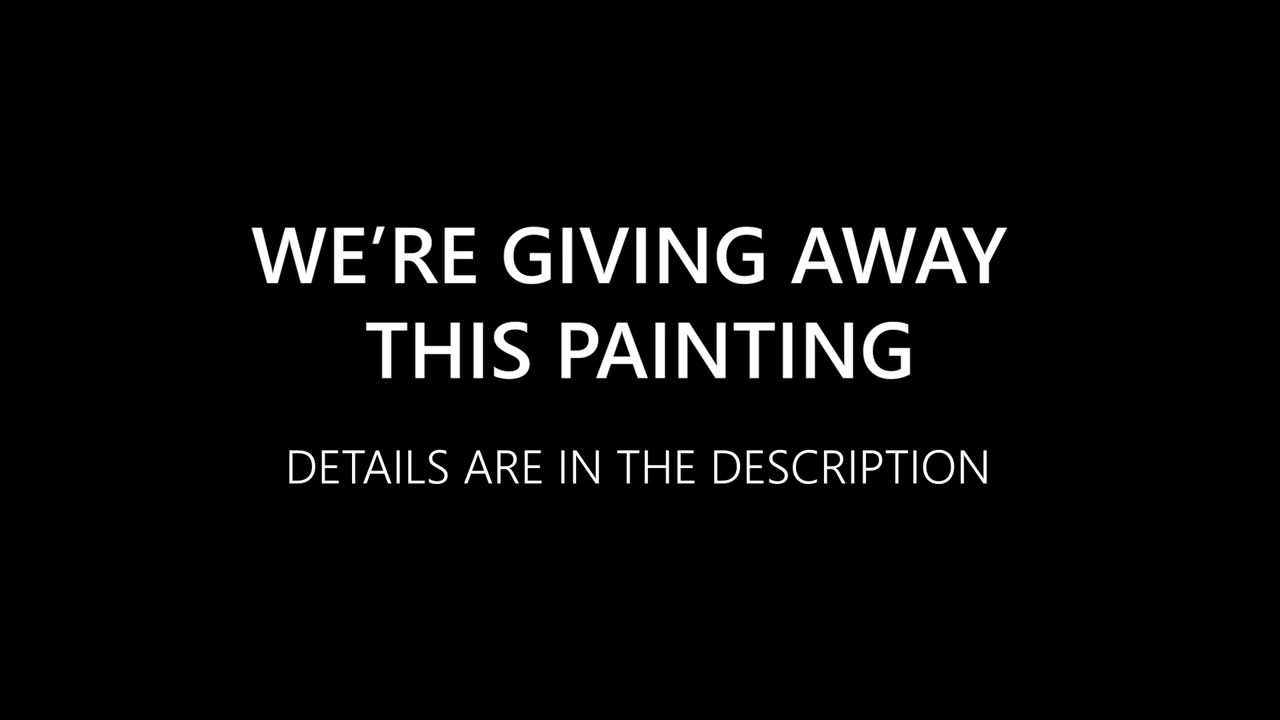 WE’RE GIVING AWAY
THIS PAINTING
DETAILS ARE IN THE DESCRIPTION